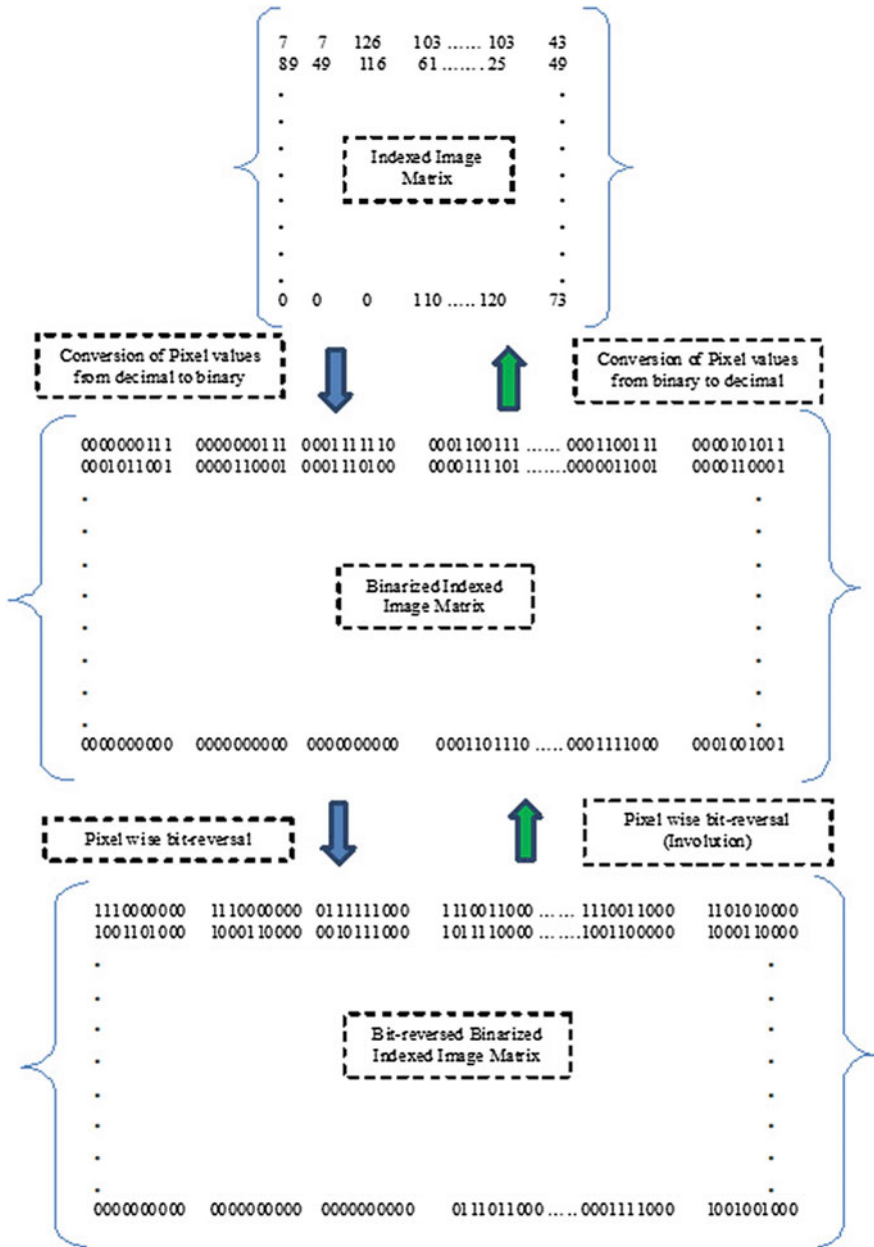 7 7 126 103 ...... 103 43
89 49 116 61 ....... 25 49
Indexed Image
Matrix
0 0 0 110 ..... 120 73
Conversion of Pixel values
from decimal to binary
Conversion of Pixel values
from binary to decimal
0000000111 0000000111 0001111110 0001100111 ...... 0001100111 0000101011
0001011001 0000110001 0001110100 0000111101 .......0000011001 0000110001
Binarized Indexed
Image Matrix
0000000000 0000000000 0000000000 0001101110 ..... 0001111000 0001001001
Pixel wise bit-reversal
Pixel wise bit-reversal
(Involution)
1110000000 1110000000 0111111000 1110011000 ...... 1110011000 1101010000
1001101000 1000110000 0010111000 1011110000 .......1001100000 1000110000
Bit-reversed Binarized
Indexed Image Matrix
0000000000 0000000000 0000000000 0111011000 ..... 0001111000 1001001000